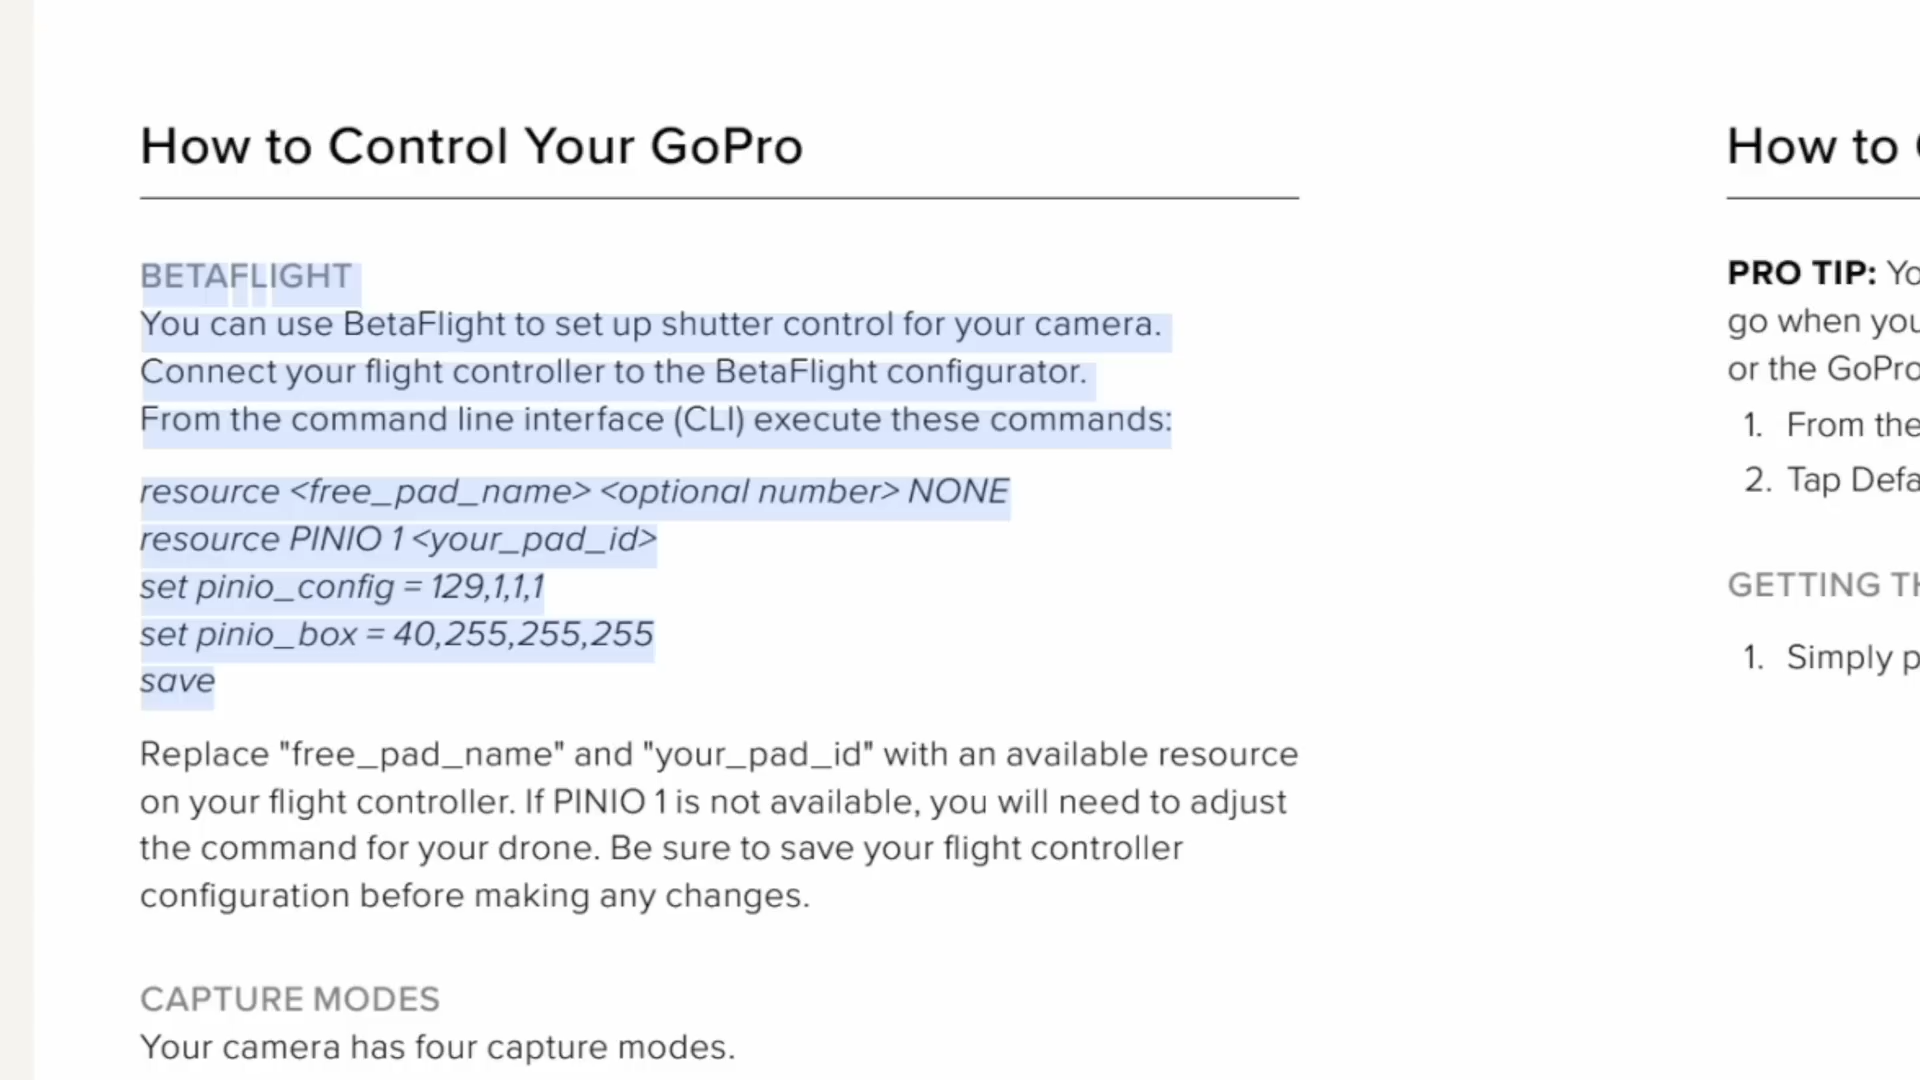 How to Control Your GoPro
BETAFLIGHT
You can use BetaFlight to set up shutter control for your camera.
Connect your flight controller to the BetaFlight configurator.
From the command line interface (CLI) execute these commands:
resource <free_pad_name> <optional number> NONE
resource PINIO 1 <your_pad_id>
set pinio_config = 129,1,1,1
set pinio_box = 40,255,255,255
save
Replace "free_pad_name" and "your_pad_id" with an available resource
on your flight controller. If PINIO 1 is not available, you will need to adjust
the command for your drone. Be sure to save your flight controller
configuration before making any changes.
CAPTURE MODES
Your camera has four capture modes.
How to
PRO TIP:
go when
or the GoPro
1. From the
2. Tap
GETTING
1. Simply